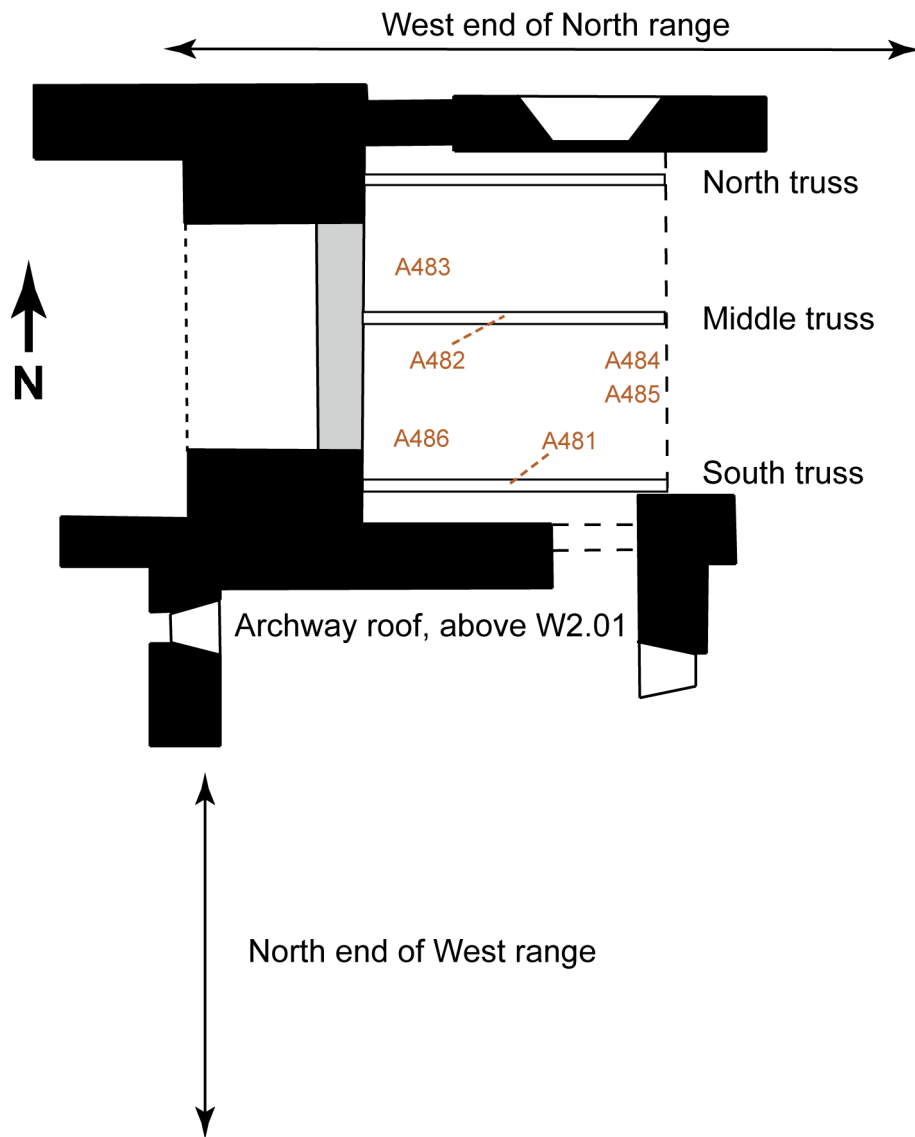 West end of North range
North truss
A483
N
Middle truss
A482
A484
A485
A486
A481
South truss
Archway roof, above W2.01
North end of West range